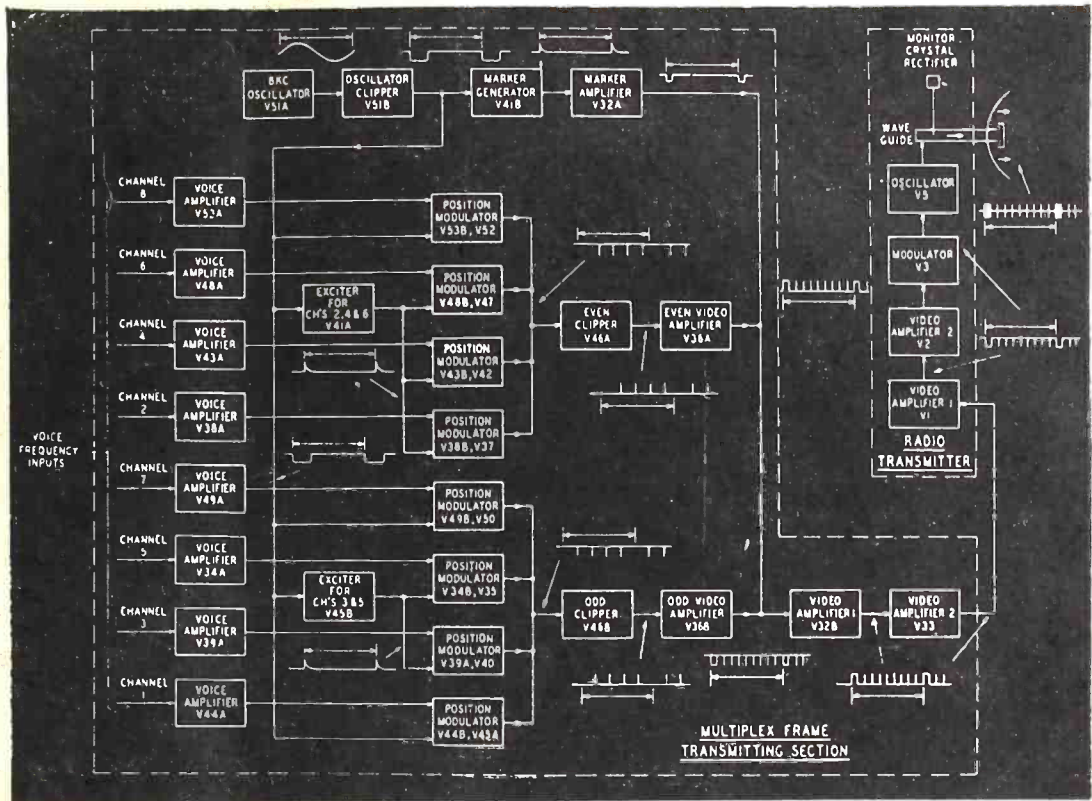 8KC
OSCILLATOR
V51A
OSCILLATOR
CLIPPER
V51B
MARKER
GENERATOR
V41B
MARKER
AMPLIFIER
V32A
MONITOR
CRYSTAL
RECTIFIER
WAVE
GUIDE
OSCILLATOR
V5
MODULATOR
V3
VIDEO
AMPLIFIER 2
V2
VIDEO
AMPLIFIER 1
V1
RADIO
TRANSMITTER
VOICE
FREQUENCY
INPUTS
CHANNEL
8
VOICE
AMPLIFIER
V53A
POSITION
MODULATOR
V53B, V52
CHANNEL
6
VOICE
AMPLIFIER
V48A
EXCITER
FOR
CH'S 2,4&6
V41A
POSITION
MODULATOR
V48B, V47
CHANNEL
4
VOICE
AMPLIFIER
V43A
POSITION
MODULATOR
V43B, V42
CHANNEL
2
VOICE
AMPLIFIER
V38A
POSITION
MODULATOR
V38B, V37
EVEN
CLIPPER
V46A
EVEN VIDEO
AMPLIFIER
V36A
CHANNEL
7
VOICE
AMPLIFIER
V49A
POSITION
MODULATOR
V49B, V50
CHANNEL
5
VOICE
AMPLIFIER
V34A
EXCITER
FOR
CH'S 3&5
V45B
POSITION
MODULATOR
V34B, V35
CHANNEL
3
VOICE
AMPLIFIER
V39A
POSITION
MODULATOR
V39A, V40
CHANNEL
1
VOICE
AMPLIFIER
V44A
POSITION
MODULATOR
V44B, V45A
ODD
CLIPPER
V46B
ODD VIDEO
AMPLIFIER
V36B
VIDEO
AMPLIFIER 1
V32B
VIDEO
AMPLIFIER 2
V33
MULTIPLEX FRAME
TRANSMITTING SECTION